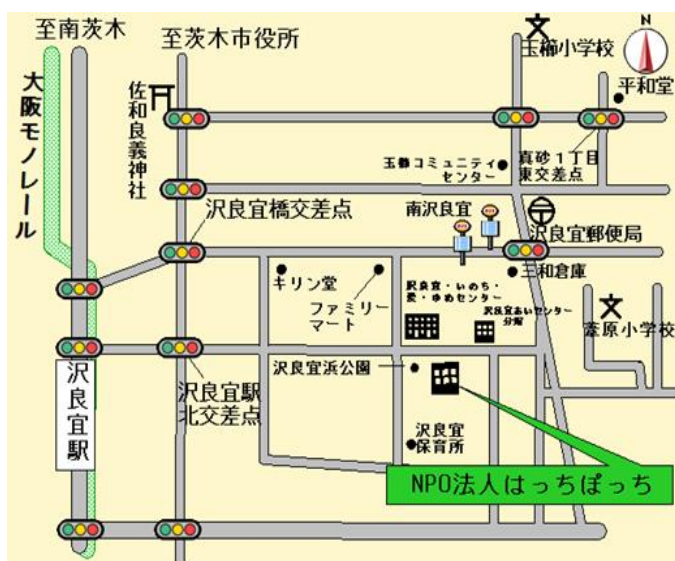 至南茨木
至茨木市役所
玉櫛小学校
N
平和堂
大阪モノレール
佐和良義神社
玉櫛コミュニティ
センター
真砂1丁目
東交差点
沢良宜橋交差点
南沢良宜
沢良宜郵便局
キリン堂
ファミリー
マート
沢良宜・いのち・
愛・ゆめセンター
三和倉庫
沢良宜あいセンター
分館
葦原小学校
沢良宜駅
沢良宜駅
北交差点
沢良宜浜公園
沢良宜
保育所
NPO法人はっちぽっち